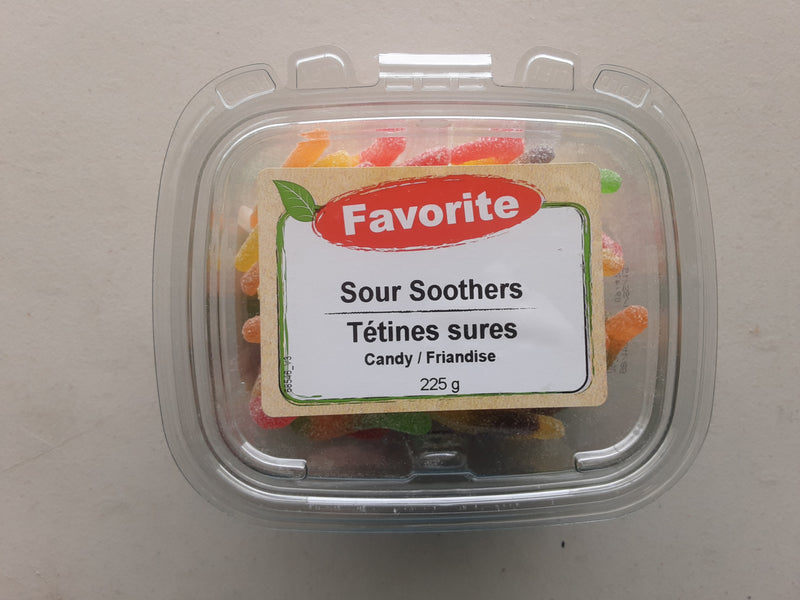 Favorite
Sour Soothers
Tétines sures
Candy / Friandise
225 g